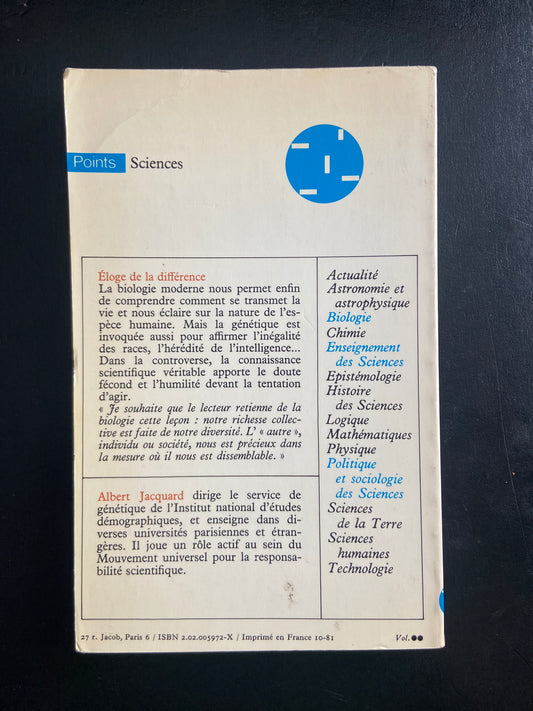 Points Sciences
Éloge de la différence
La biologie moderne nous permet enfin
de comprendre comment se transmet la
vie et nous éclaire sur la nature de l'es-
pèce humaine. Mais la génétique est
invoquée aussi pour affirmer l'inégalité
des races, l'hérédité de l'intelligence...
Dans la controverse, la connaissance
scientifique véritable apporte le doute
fécond et l'humilité devant la tentation
d'agir.
« Je souhaite que le lecteur retienne de la
biologie cette leçon : notre richesse collec-
tive est faite de notre diversité. L' « autre »,
individu ou société, nous est précieux dans
la mesure où il nous est dissemblable. »
Albert Jacquard dirige le service de
génétique de l'Institut national d'études
démographiques, et enseigne dans di-
verses universités parisiennes et étran-
gères. Il joue un rôle actif au sein du
Mouvement universel pour la responsa-
bilité scientifique.
Actualité
Astronomie et
astrophysique
Biologie
Chimie
Enseignement
des Sciences
Epistémologie
Histoire
des Sciences
Logique
Mathématiques
Physique
Politique
et sociologie
des Sciences
Sciences
de la Terre
Sciences
humaines
Technologie
27 r. Jacob, Paris 6 / ISBN 2.02.005972-X / Imprimé en France 10-81
Vol.●●